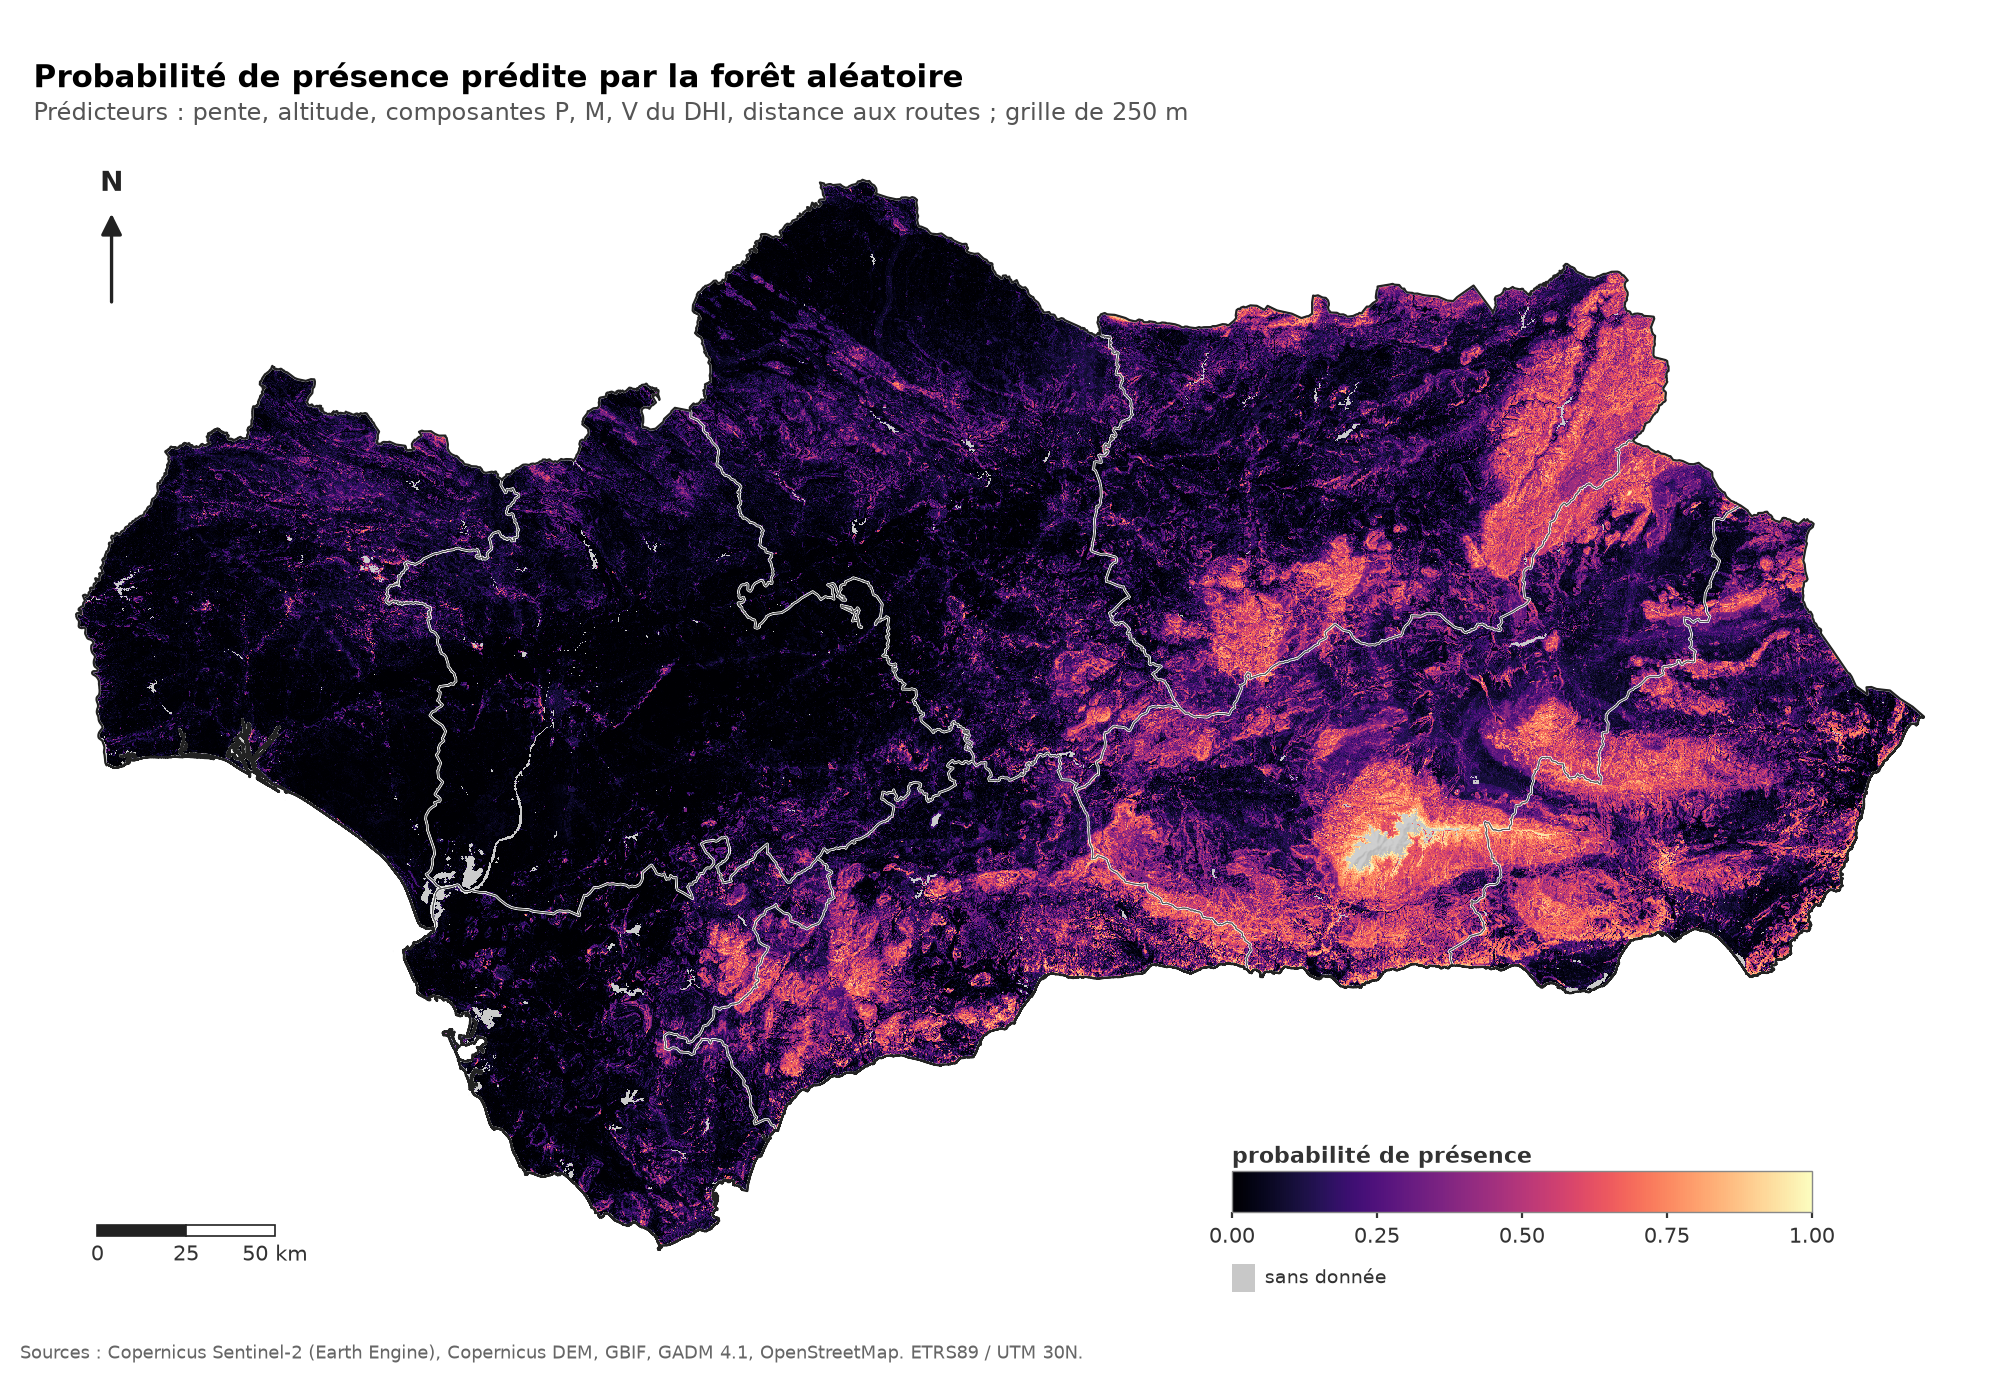 Probabilité de présence prédite par la forêt aléatoire
Prédicteurs : pente, altitude, composantes P, M, V du DHI, distance aux routes ; grille de 250 m
N
probabilité de présence
0.00 0.25 0.50 0.75 1.00
sans donnée
0 25 50 km
Sources : Copernicus Sentinel-2 (Earth Engine), Copernicus DEM, GBIF, GADM 4.1, OpenStreetMap. ETRS89 / UTM 30N.